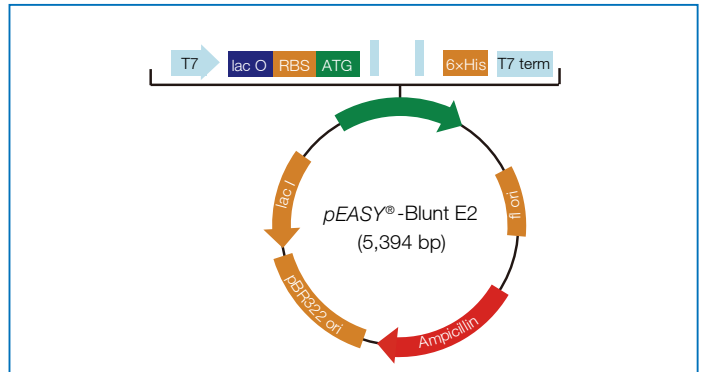 T7 lac O RBS ATG 6×His T7 term
lac I
fl ori
pEASY®-Blunt E2
(5,394 bp)
pBR322 ori
Ampicillin